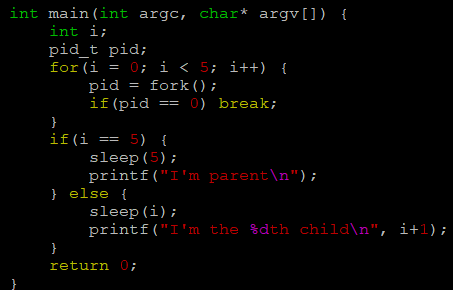 int main(int argc, char* argv[]) {
    int i;
    pid_t pid;
    for(i = 0; i < 5; i++) {
        pid = fork();
        if(pid == 0) break;
    }
    if(i == 5) {
        sleep(5);
        printf("I'm parent\n");
    } else {
        sleep(i);
        printf("I'm the %dth child\n", i+1);
    }
    return 0;
}